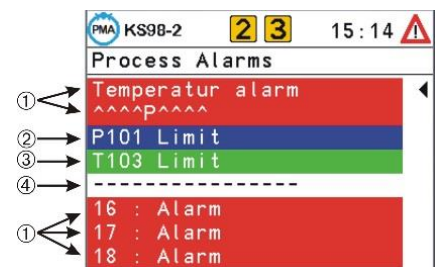 PMA KS98-2 2 3 15:14
Process Alarms
① Temperatur alarm
^^^^P^^^^
② P101 Limit
③ T103 Limit
④ ----------------
16 : Alarm
① 17 : Alarm
18 : Alarm